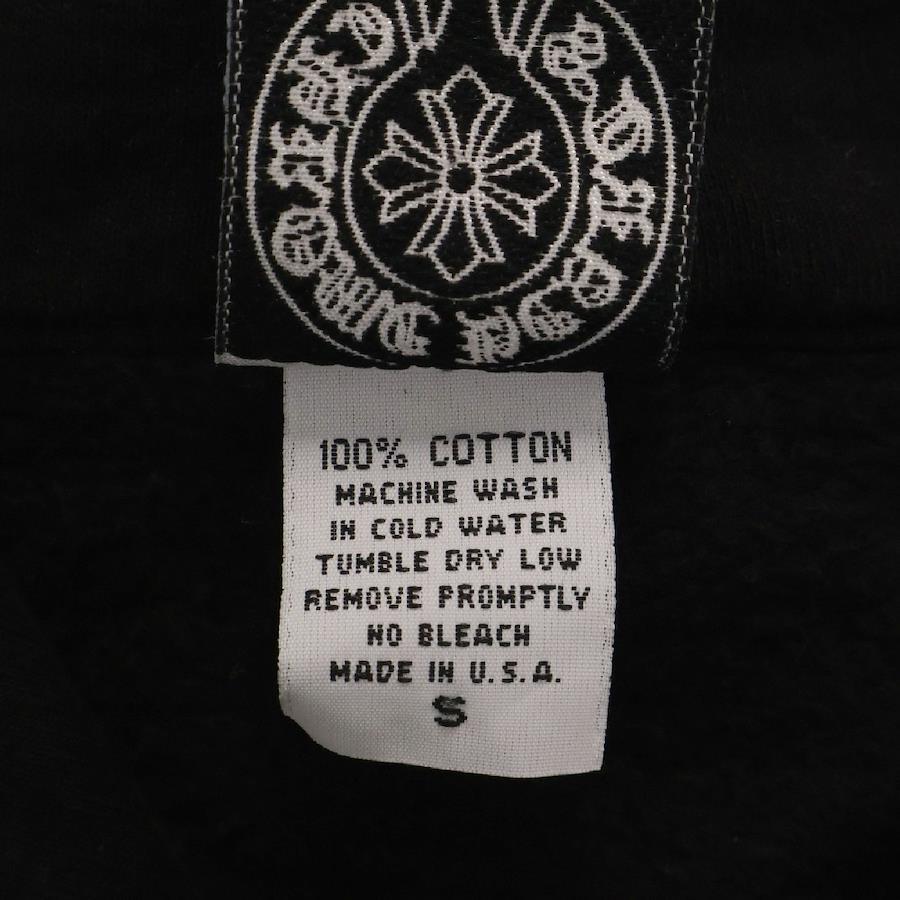 100% COTTON
MACHINE WASH
IN COLD WATER
TUMBLE DRY LOW
REMOVE PROMPTLY
NO BLEACH
MADE IN U.S.A.
S